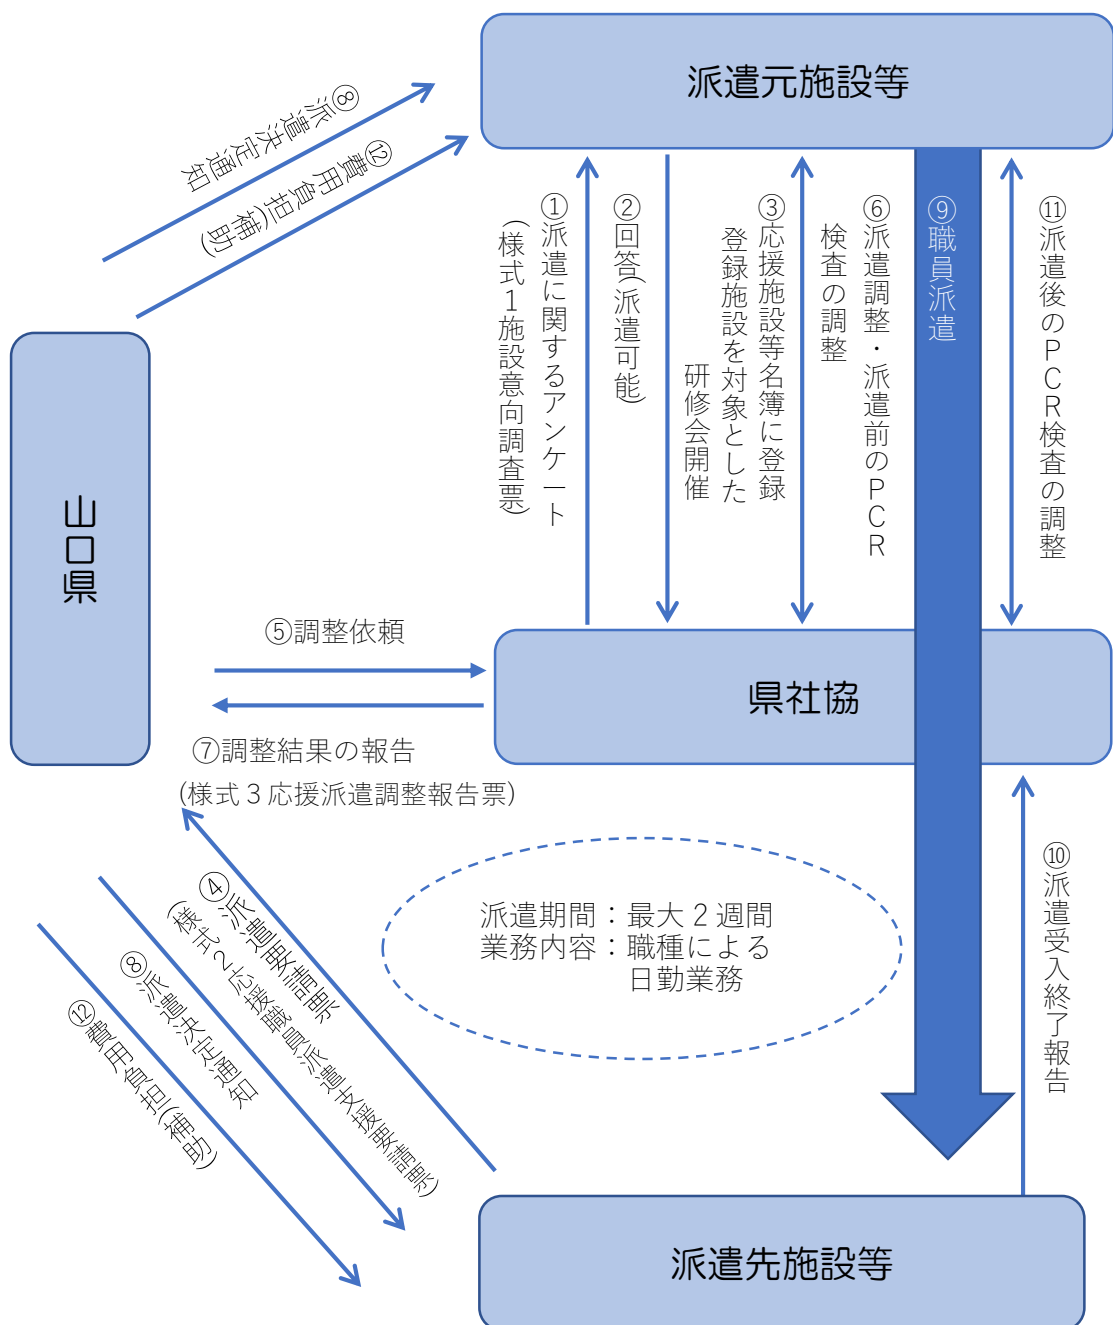 派遣元施設等
⑧派遣決定通知
⑫費用負担(補助)
①派遣に関するアンケート
(様式1施設意向調査票)
②回答(派遣可能)
③応援施設等名簿に登録
登録施設を対象とした
研修会開催
⑥派遣調整・派遣前のPCR
検査の調整
⑨職員派遣
⑪派遣後のPCR検査の調整
山口県
⑤調整依頼
県社協
⑦調整結果の報告
(様式3応援派遣調整報告票)
④派遣要請票
(様式2応援職員派遣支援要請票)
⑧派遣決定通知
⑫費用負担(補助)
派遣期間：最大2週間
業務内容：職種による
日勤業務
⑩派遣受入終了報告
派遣先施設等